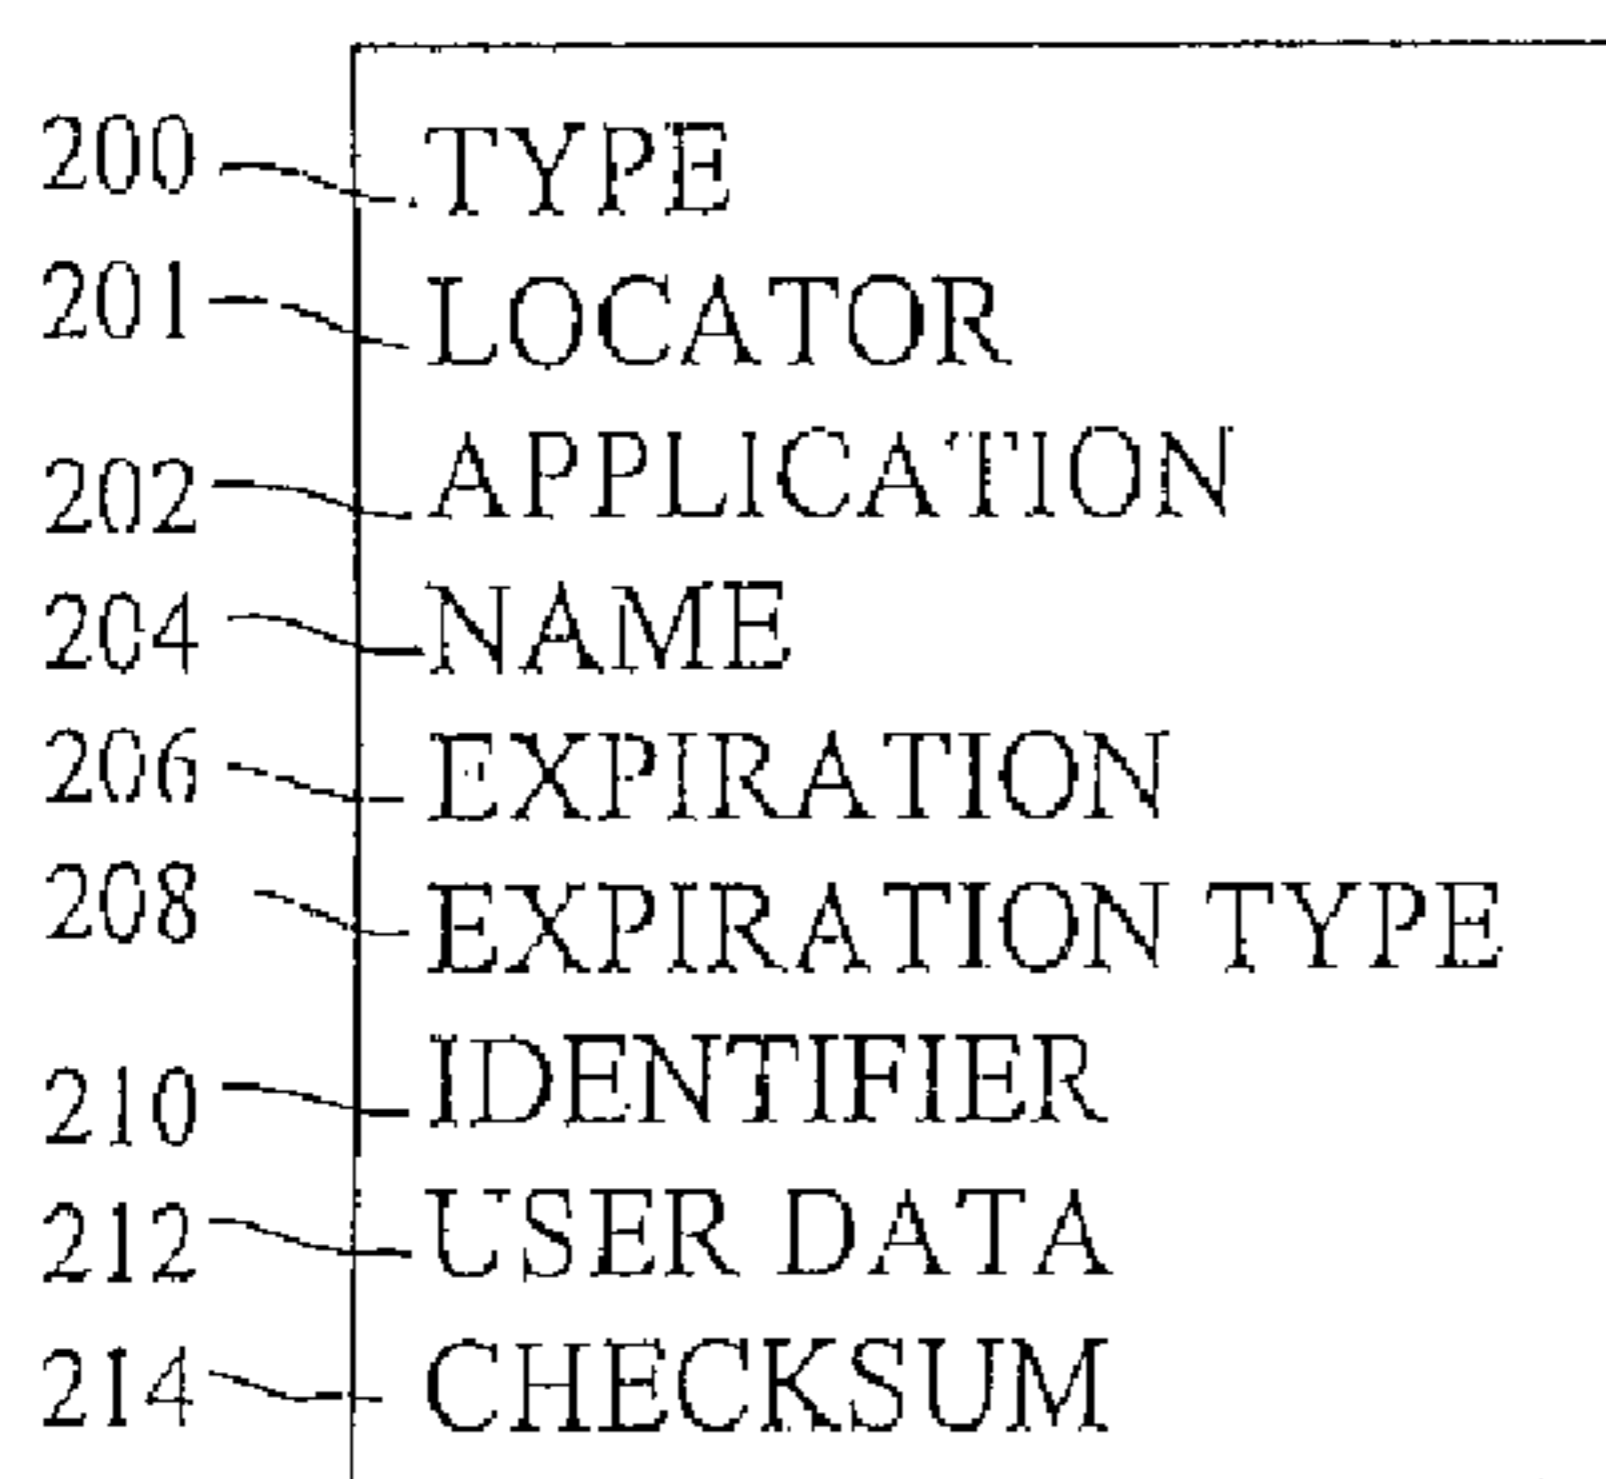 200 TYPE
201 LOCATOR
202 APPLICATION
204 NAME
206 EXPIRATION
208 EXPIRATION TYPE
210 IDENTIFIER
212 USER DATA
214 CHECKSUM